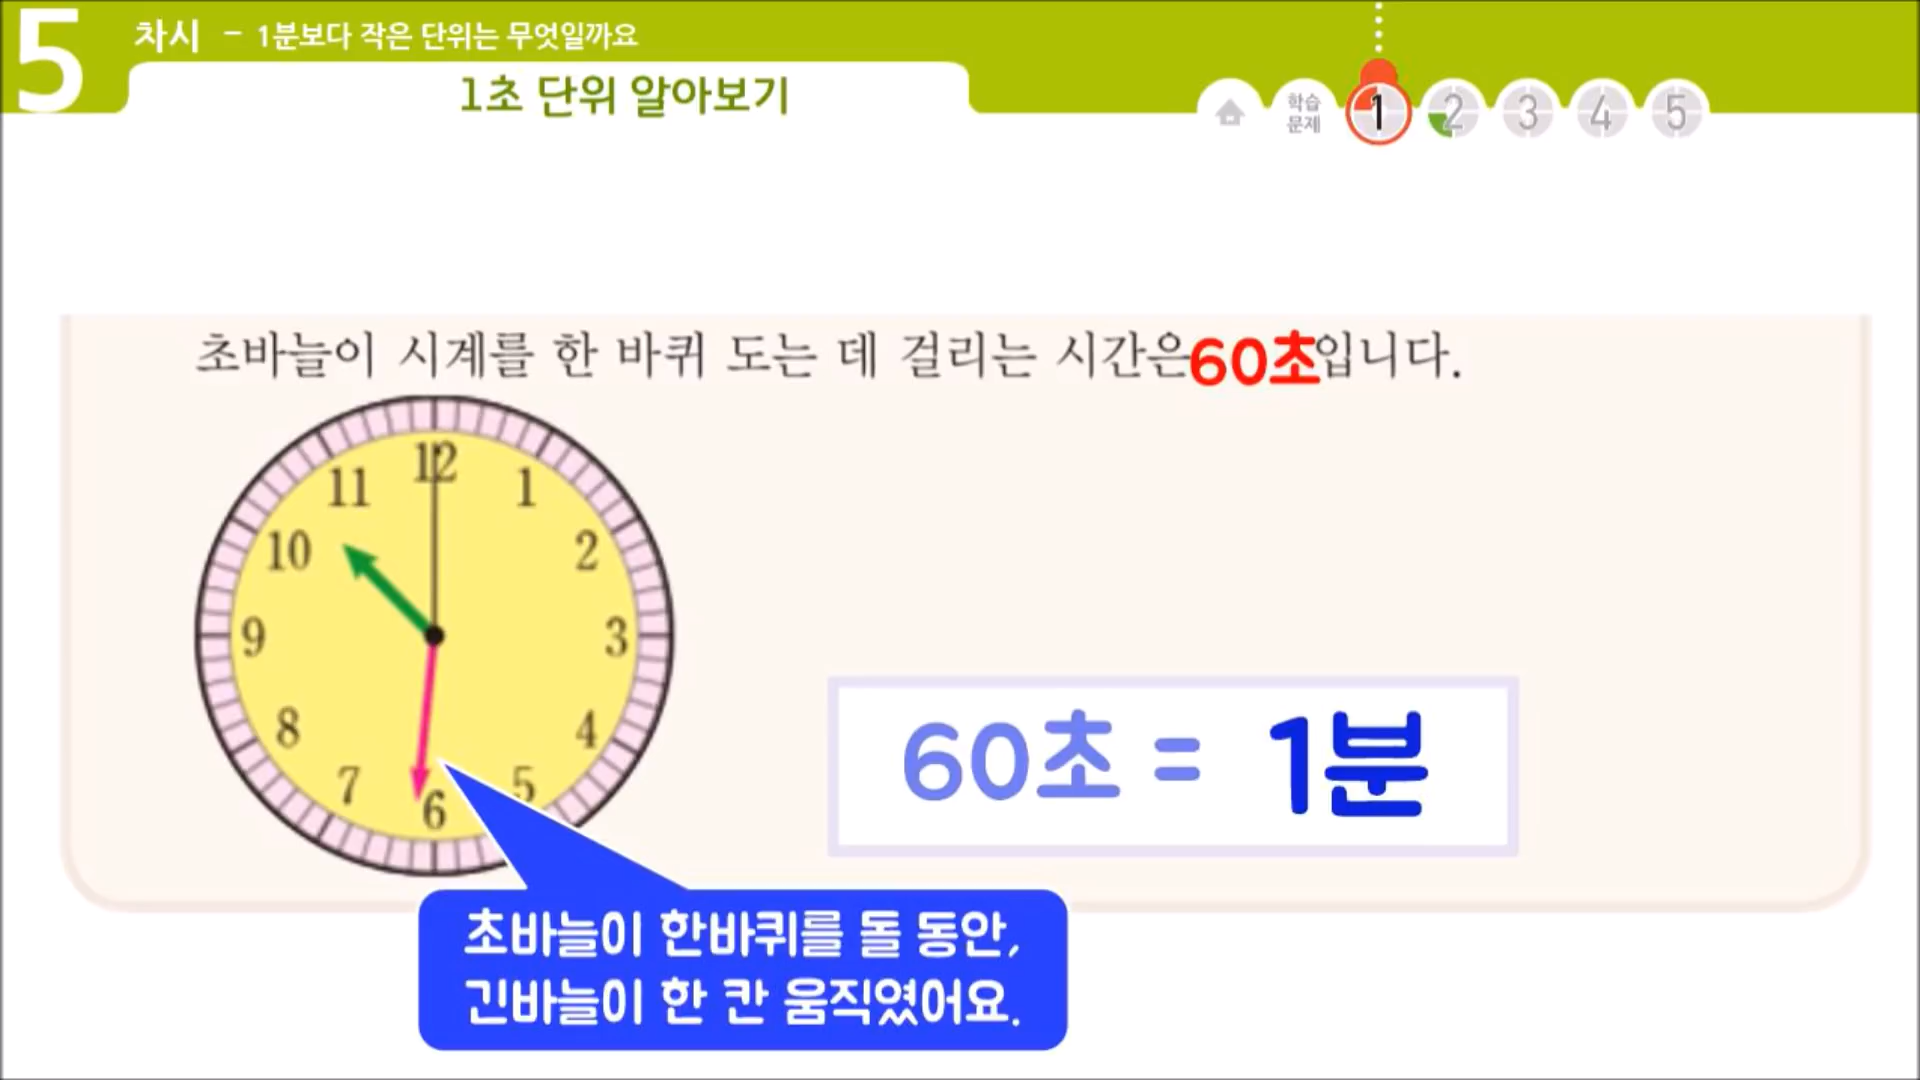 5 차시 - 1분보다 작은 단위는 무엇일까요
1초 단위 알아보기
학습
문제
1 2 3 4 5
초바늘이 시계를 한 바퀴 도는 데 걸리는 시간은60초입니다.
12
11 1
10 2
9 3
8 4
7 5
6
60초 = 1분
초바늘이 한바퀴를 돌 동안,
긴바늘이 한 칸 움직였어요.